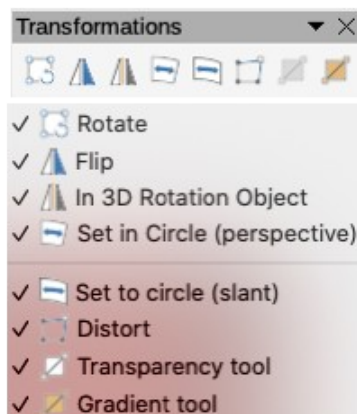 Transformations
Rotate
Flip
In 3D Rotation Object
Set in Circle (perspective)
Set to circle (slant)
Distort
Transparency tool
Gradient tool